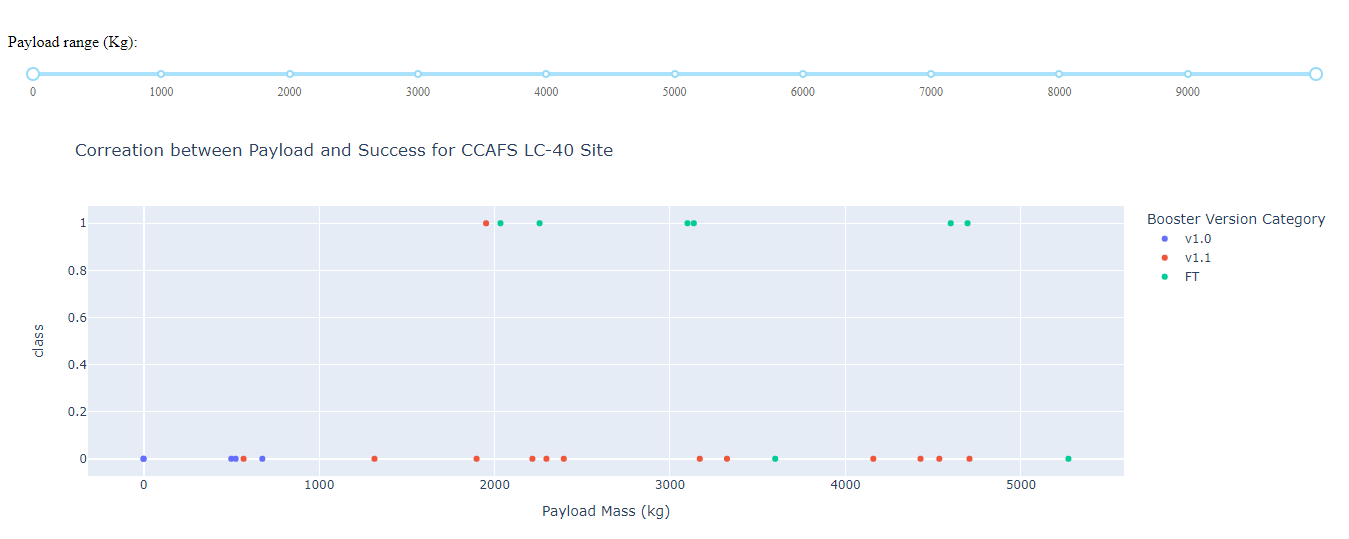 Payload range (Kg):
0 1000 2000 3000 4000 5000 6000 7000 8000 9000
Correation between Payload and Success for CCAFS LC-40 Site
1
0.8
0.6
0.4
0.2
0
class
0 1000 2000 3000 4000 5000
Payload Mass (kg)
Booster Version Category
v1.0
v1.1
FT